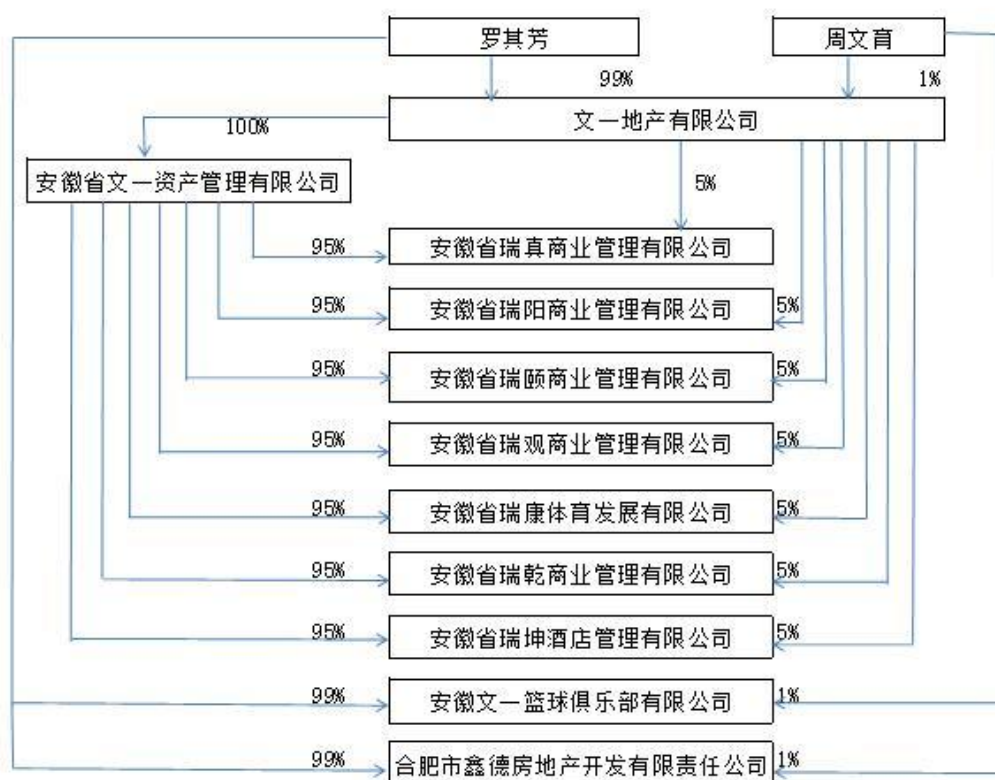 罗其芳
周文育
99%
1%
文一地产有限公司
100%
安徽省文一资产管理有限公司
5%
95%
安徽省瑞真商业管理有限公司
95%
安徽省瑞阳商业管理有限公司
5%
95%
安徽省瑞颐商业管理有限公司
5%
95%
安徽省瑞观商业管理有限公司
5%
95%
安徽省瑞康体育发展有限公司
5%
95%
安徽省瑞乾商业管理有限公司
5%
95%
安徽省瑞坤酒店管理有限公司
5%
99%
安徽文一篮球俱乐部有限公司
1%
99%
合肥市鑫德房地产开发有限责任公司
1%